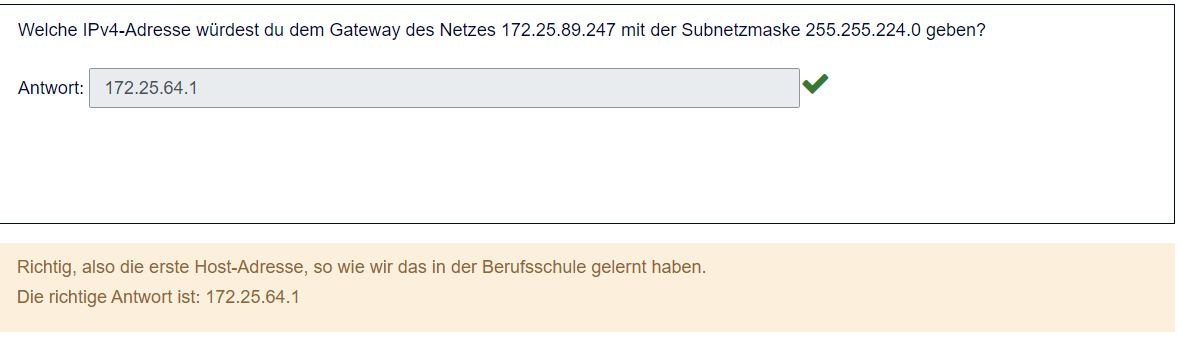 Welche IPv4-Adresse würdest du dem Gateway des Netzes 172.25.89.247 mit der Subnetzmaske 255.255.224.0 geben?
Antwort: 172.25.64.1
Richtig, also die erste Host-Adresse, so wie wir das in der Berufsschule gelernt haben.
Die richtige Antwort ist: 172.25.64.1